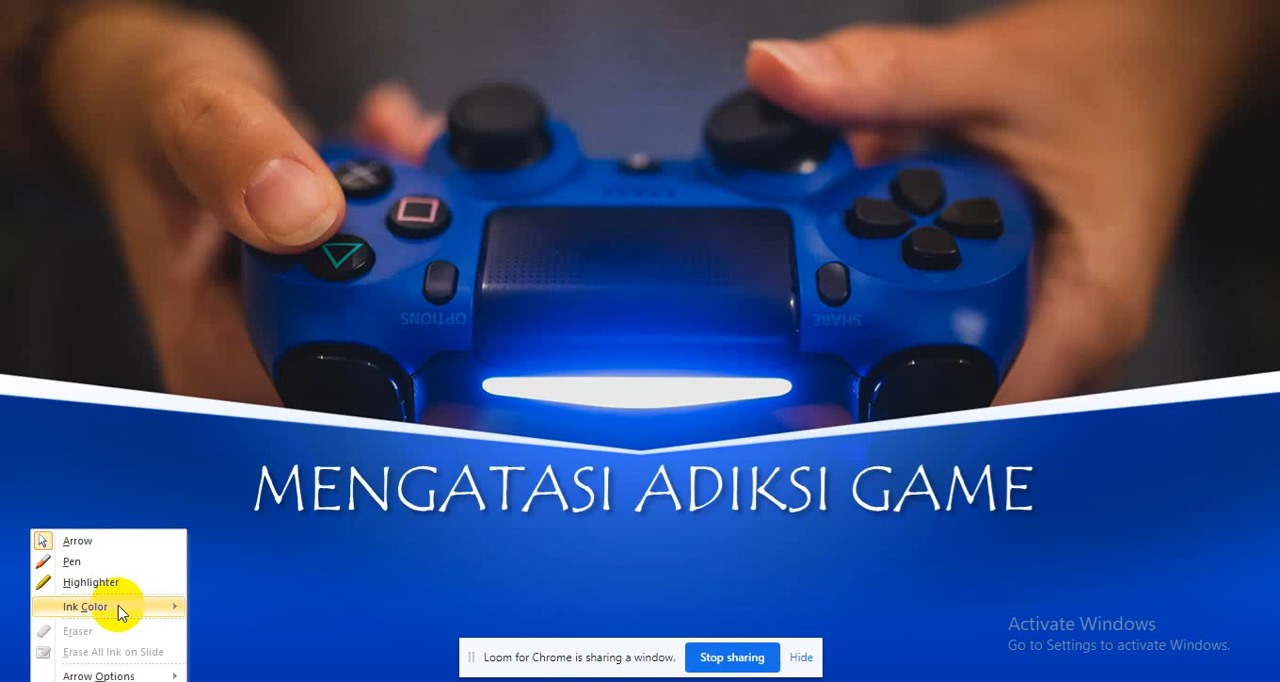 OPTIONS
SHARE
MENGATASI ADIKSI GAME
Arrow
Pen
Highlighter
Ink Color
Eraser
Erase All Ink on Slide
Arrow Options
Loom for Chrome is sharing a window.
Stop sharing
Hide
Activate Windows
Go to Settings to activate Windows.